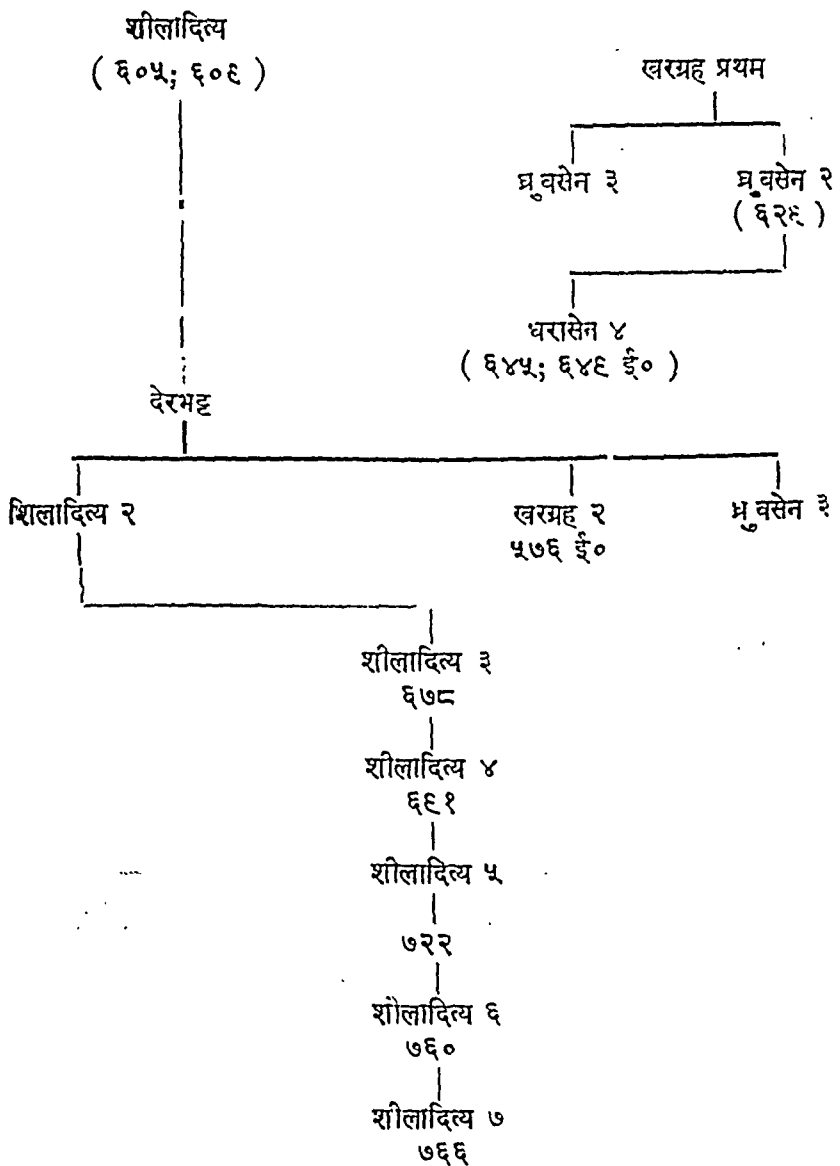 शीलादित्य
( ६०५; ६०९ )
खरग्रह प्रथम
ध्रुवसेन ३
ध्रुवसेन २
( ६२९ )
धरासेन ४
( ६४५; ६४९ ई० )
देरभट्ट
शिलादित्य २
खरग्रह २
५७६ ई०
ध्रुवसेन ३
शीलादित्य ३
६७८
शीलादित्य ४
६९१
शीलादित्य ५
७२२
शीलादित्य ६
७६०
शीलादित्य ७
७६६